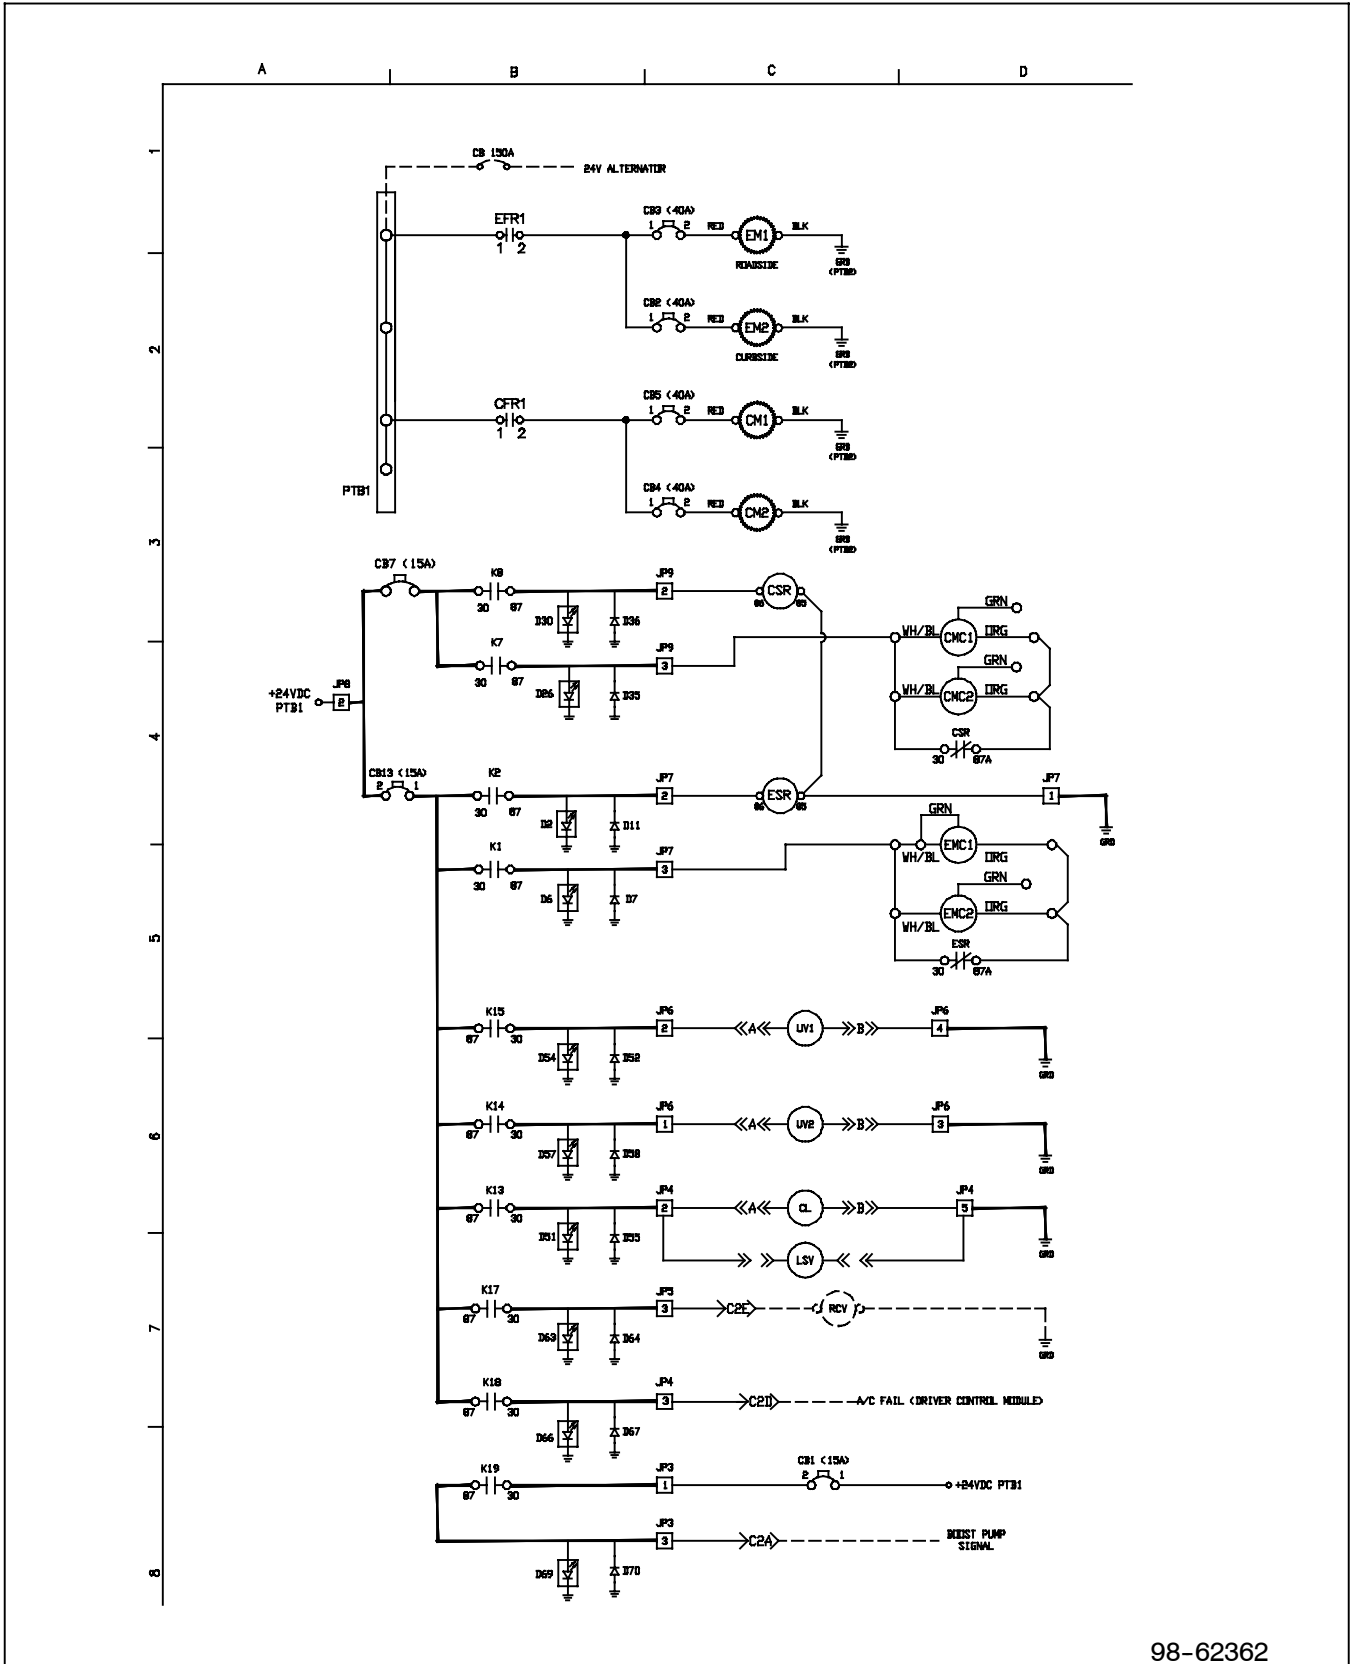 A B C D
1
CB 150A
24V ALTERNATOR
EFR1
1 2
CB3 (40A)
1 2 RED EM1 BLK
ROADSIDE
GRD
(PTB2)
CB2 (40A)
1 2 RED EM2 BLK
CURBSIDE
GRD
(PTB2)
2
CFR1
1 2
CB5 (40A)
1 2 RED CM1 BLK
GRD
(PTB2)
PTB1
CB4 (40A)
1 2 RED CM2 BLK
GRD
(PTB2)
3
CB7 (15A)
K8
30 87
D30 D36
JP9
2
CSR
86 85
GRN
WH/BL CMC1 ORG
K7
30 87
D26 D35
JP9
3
GRN
WH/BL CMC2 ORG
CSR
30 87A
+24VDC
PTB1
JP8
2
4
CB13 (15A)
2 1
K2
30 87
D2 D11
JP7
2
ESR
86 85
JP7
1
GRD
K1
30 87
D6 D7
JP7
3
GRN
WH/BL EMC1 ORG
GRN
EMC2 ORG
WH/BL
ESR
30 87A
5
K15
87 30
D54 D52
JP6
2
A UV1 B
JP6
4
GRD
K14
87 30
D57 D58
JP6
1
A UV2 B
JP6
3
GRD
6
K13
87 30
D51 D55
JP4
2
A CL B
JP4
5
GRD
LSV
K17
87 30
D63 D64
JP5
3
C2E
RCV
GRD
7
K18
87 30
D66 D67
JP4
3
C2D
A/C FAIL (DRIVER CONTROL MODULE)
K19
87 30
JP3
1
CB1 (15A)
2 1
+24VDC PTB1
JP3
3
C2A
BOOST PUMP
SIGNAL
D69 D70
8
98-62362